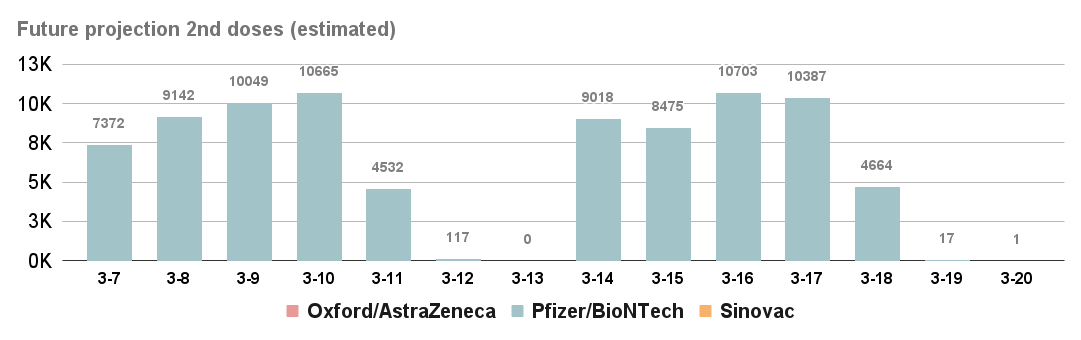 Future projection 2nd doses (estimated)
13K
10K
8K
5K
3K
0K
7372
9142
10049
10665
4532
117
0
9018
8475
10703
10387
4664
17
1
3-7 3-8 3-9 3-10 3-11 3-12 3-13 3-14 3-15 3-16 3-17 3-18 3-19 3-20
Oxford/AstraZeneca Pfizer/BioNTech Sinovac